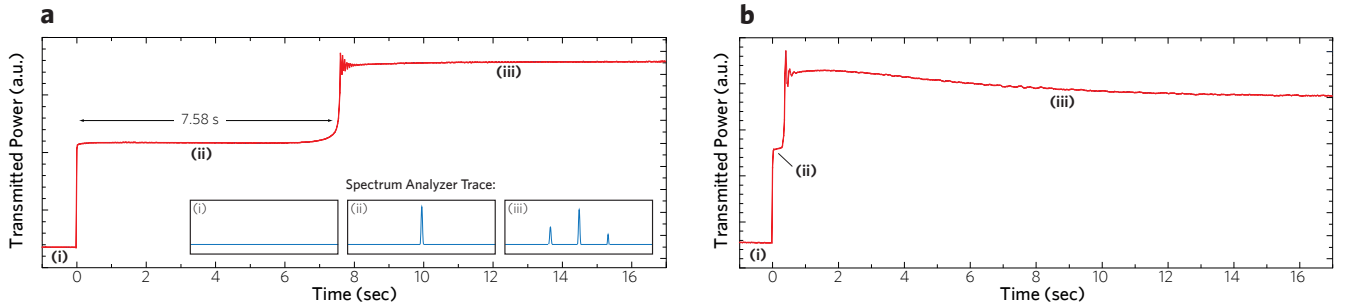 a
Transmitted Power (a.u.)
7.58 s
(i)
(ii)
(iii)
Spectrum Analyzer Trace:
(i)
(ii)
(iii)
0 2 4 6 8 10 12 14 16
Time (sec)
b
Transmitted Power (a.u.)
(i)
(ii)
(iii)
0 2 4 6 8 10 12 14 16
Time (sec)